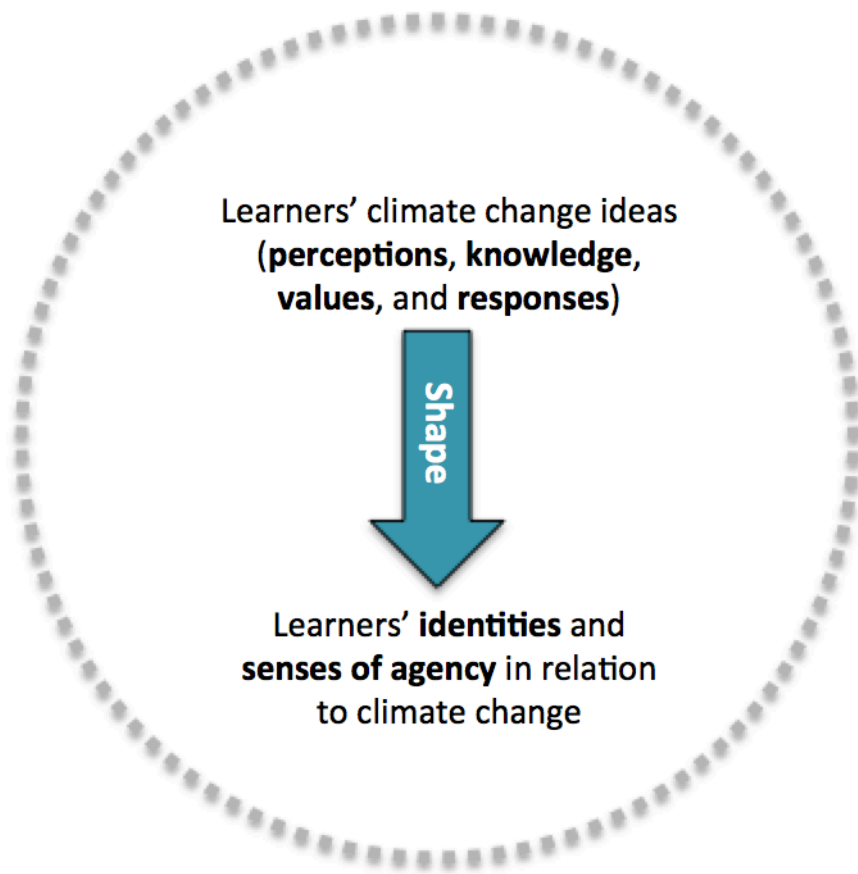 Learners’ climate change ideas
(perceptions, knowledge,
values, and responses)
Shape
Learners’ identities and
senses of agency in relation
to climate change